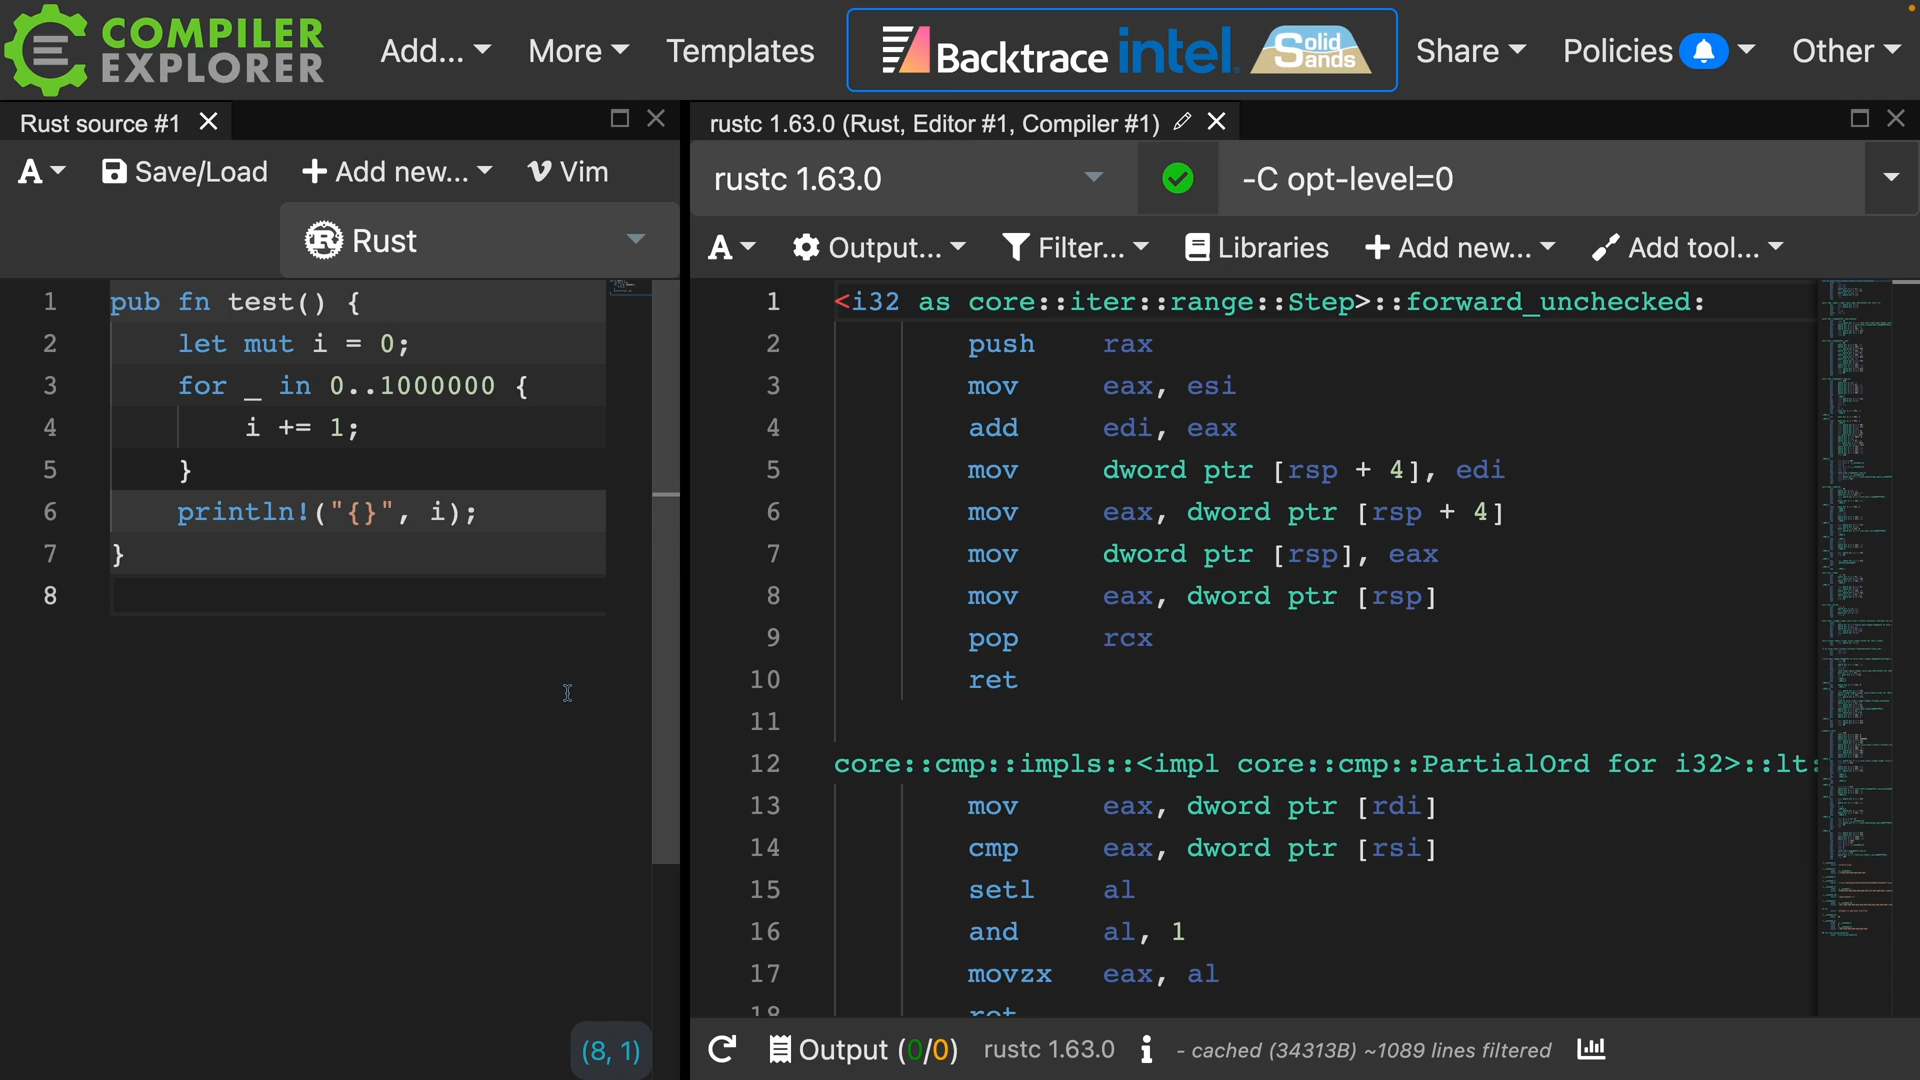 COMPILER
EXPLORER
Add...
More
Templates
Backtrace
intel.
Solid
Sands
Share
Policies
Other
Rust source #1
Save/Load
Add new...
Vim
Rust
1 pub fn test() {
2 let mut i = 0;
3 for _ in 0..1000000 {
4 i += 1;
5 }
6 println!("{}", i);
7 }
8
(8, 1)
rustc 1.63.0 (Rust, Editor #1, Compiler #1)
rustc 1.63.0
-C opt-level=0
A
Output...
Filter...
Libraries
Add new...
Add tool...
1 <i32 as core::iter::range::Step>::forward_unchecked:
2 push rax
3 mov eax, esi
4 add edi, eax
5 mov dword ptr [rsp + 4], edi
6 mov eax, dword ptr [rsp + 4]
7 mov dword ptr [rsp], eax
8 mov eax, dword ptr [rsp]
9 pop rcx
10 ret
11
12 core::cmp::impls::<impl core::cmp::PartialOrd for i32>::lt:
13 mov eax, dword ptr [rdi]
14 cmp eax, dword ptr [rsi]
15 setl al
16 and al, 1
17 movzx eax, al
18 ret
Output (0/0)
rustc 1.63.0
- cached (34313B) ~1089 lines filtered